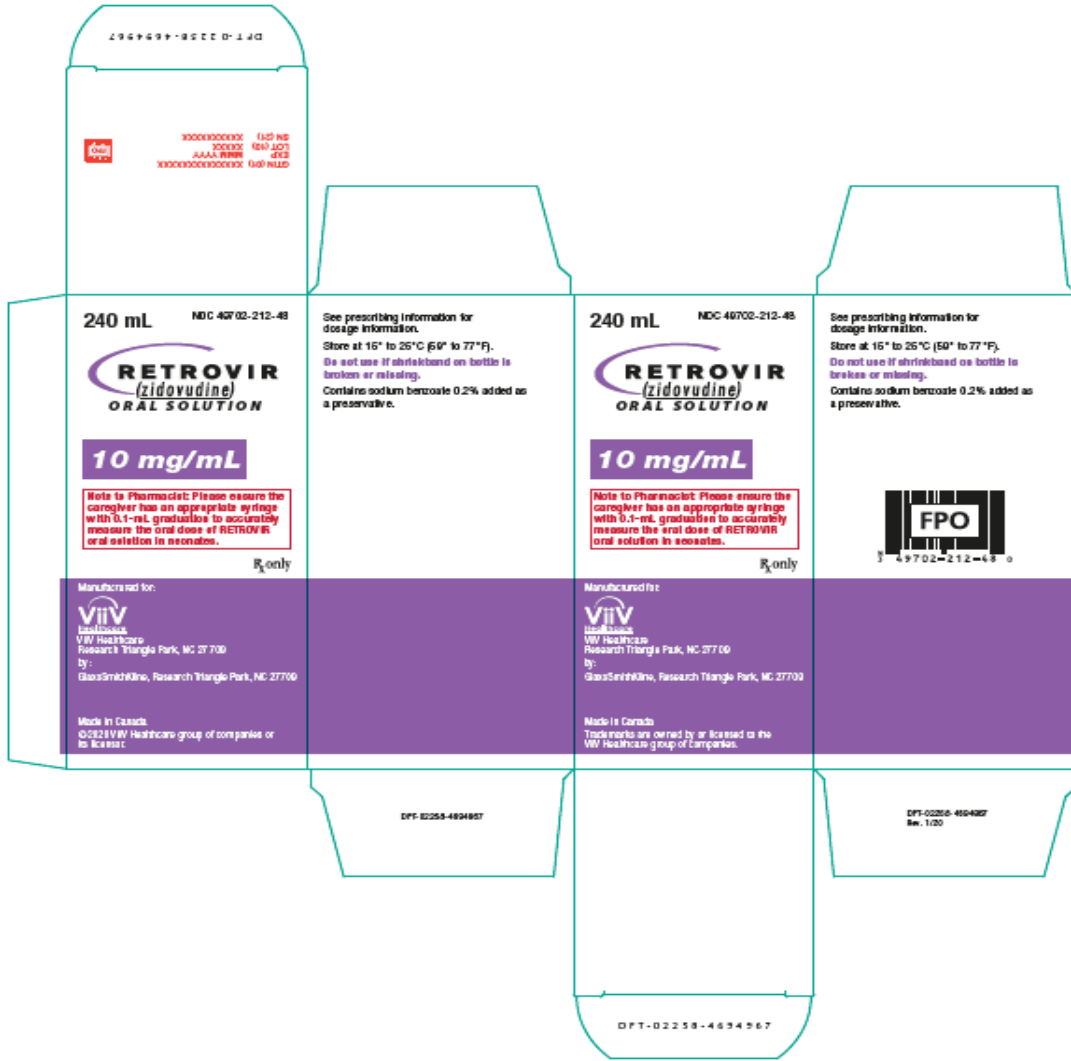 DFT-02258-4694967
GTIN (01) XXXXXXXXXXXXXX
EXP MMMYYYY
LOT (10) XXXXX
SN (21) XXXXXXXXXXX
240 mL NDC 49702-212-48
RETROVIR
(zidovudine)
ORAL SOLUTION
10 mg/mL
Note to Pharmacist: Please ensure the
caregiver has an appropriate syringe
with 0.1-mL graduation to accurately
measure the oral dose of RETROVIR
oral solution in neonates.
Rx only
Manufactured for:
ViiV
Healthcare
ViiV Healthcare
Research Triangle Park, NC 27709
by:
GlaxoSmithKline, Research Triangle Park, NC 27709
Made in Canada
©2020 ViiV Healthcare group of companies or
its licensor.
See prescribing information for
dosage information.
Store at 15° to 25°C (59° to 77°F).
Do not use if shrinkband on bottle is
broken or missing.
Contains sodium benzoate 0.2% added as
a preservative.
DFT-02258-4694967
240 mL NDC 49702-212-48
RETROVIR
(zidovudine)
ORAL SOLUTION
10 mg/mL
Note to Pharmacist: Please ensure the
caregiver has an appropriate syringe
with 0.1-mL graduation to accurately
measure the oral dose of RETROVIR
oral solution in neonates.
Rx only
Manufactured for:
ViiV
Healthcare
ViiV Healthcare
Research Triangle Park, NC 27709
by:
GlaxoSmithKline, Research Triangle Park, NC 27709
Made in Canada
Trademarks are owned by or licensed to the
ViiV Healthcare group of companies.
DFT-02258-4694967
See prescribing information for
dosage information.
Store at 15° to 25°C (59° to 77°F).
Do not use if shrinkband on bottle is
broken or missing.
Contains sodium benzoate 0.2% added as
a preservative.
FPO
N
3 49702-212-48 0
DFT-02258-4694967
Rev. 1/20